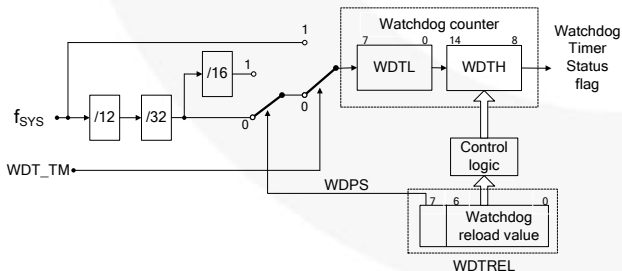 Watchdog counter
1
7 0 14 8
WDTL
WDTH
Watchdog
Timer
Status
flag
/16
1
fSYS
/12
/32
0
0
WDT_TM
WDPS
Control
logic
7 6 0
Watchdog
reload value
WDTREL